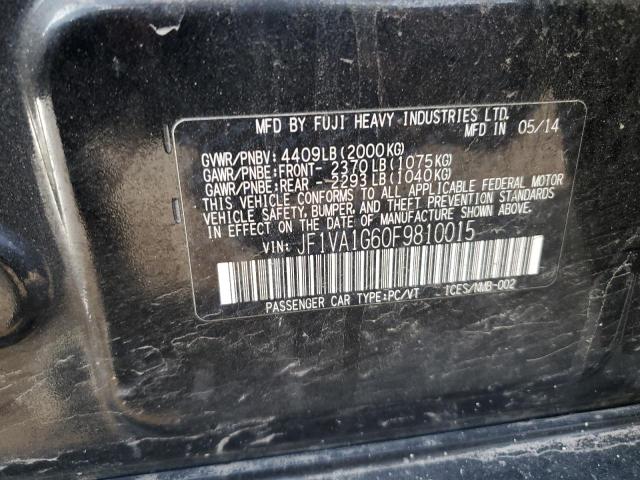 MFD BY FUJI HEAVY INDUSTRIES LTD.
MFD IN 05/14
GVWR/PNBV: 4409LB(2000KG)
GAWR/PNBE:FRONT- 2370LB(1075KG)
GAWR/PNBE:REAR - 2293LB(1040KG)
THIS VEHICLE CONFORMS TO ALL APPLICABLE FEDERAL MOTOR
VEHICLE SAFETY, BUMPER, AND THEFT PREVENTION STANDARDS
IN EFFECT ON THE DATE OF MANUFACTURE SHOWN ABOVE.
VIN: JF1VA1G60F9810015
PASSENGER CAR TYPE:PC/VT TCES/NMB-002